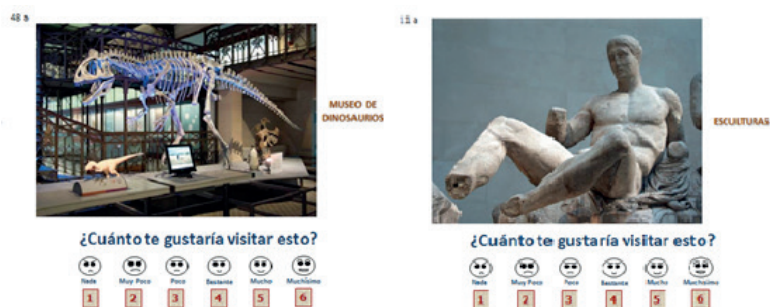 48 a
MUSEO DE
DINOSAURIOS
¿Cuánto te gustaría visitar esto?
Nada Muy Poco Poco Bastante Mucho Muchísimo
1 2 3 4 5 6
a
ESCULTURAS
¿Cuánto te gustaría visitar esto?
Nada Muy Poco Poco Bastante Mucho Muchísimo
1 2 3 4 5 6